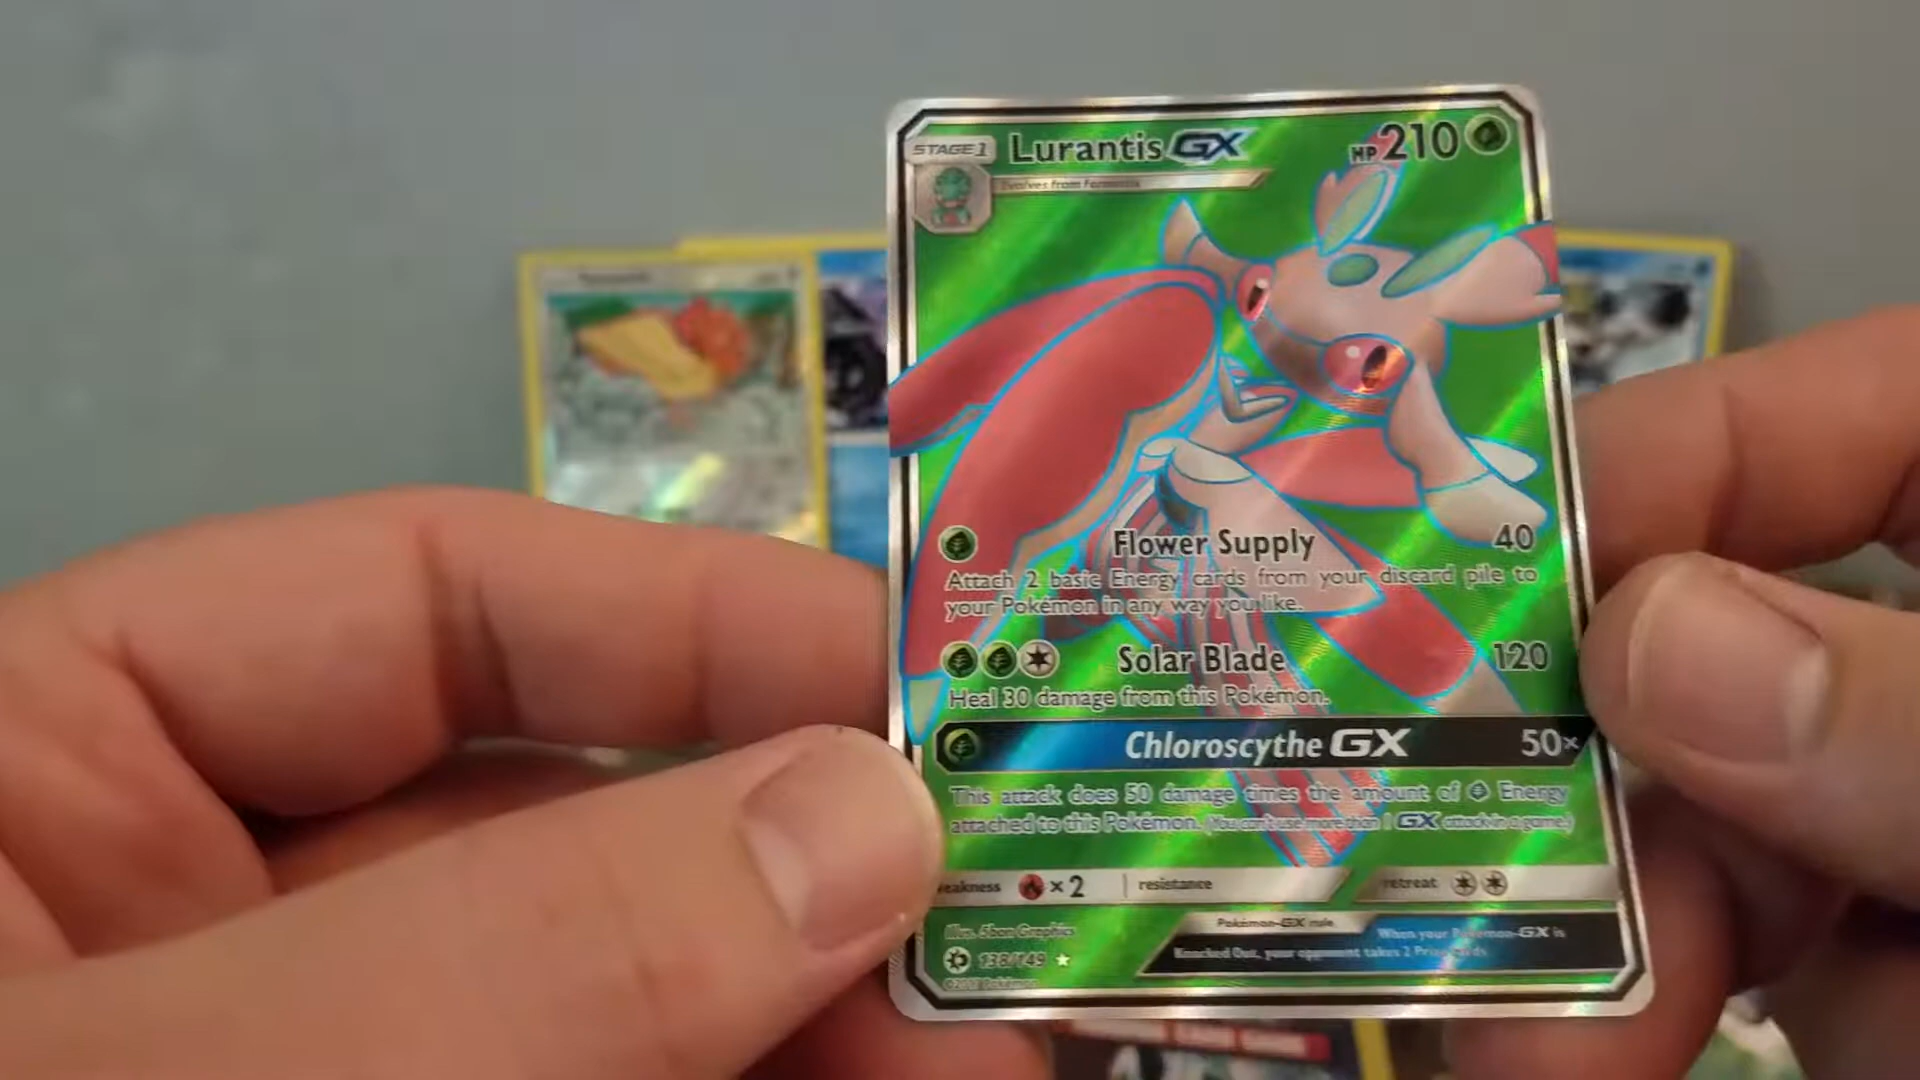 STAGE 1 Lurantis GX HP 210
Evolves from Fomantis
Flower Supply 40
Attach 2 basic Energy cards from your discard pile to
your Pokémon in any way you like.
Solar Blade 120
Heal 30 damage from this Pokémon.
Chloroscythe GX 50×
This attack does 50 damage times the amount of Energy
attached to this Pokémon. (You can't use more than 1 GX attack in a game.)
weakness ×2 resistance retreat
Illus. 5ban Graphics
Pokémon-GX rule
When your Pokémon-GX is
Knocked Out, your opponent takes 2 Prize cards.
138/149
©2017 Pokémon